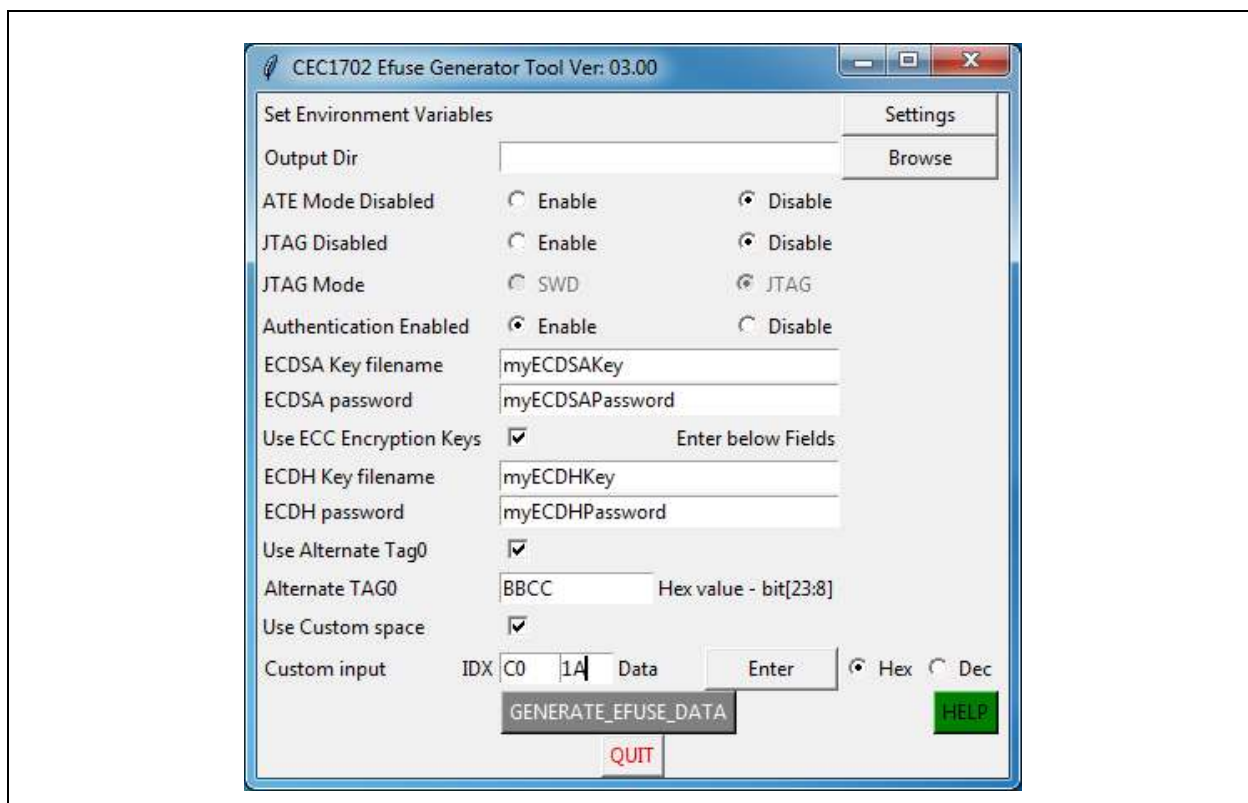 CEC1702 Efuse Generator Tool Ver: 03.00
Set Environment Variables Settings
Output Dir Browse
ATE Mode Disabled Enable Disable
JTAG Disabled Enable Disable
JTAG Mode SWD JTAG
Authentication Enabled Enable Disable
ECDSA Key filename myECDSAKey
ECDSA password myECDSAPassword
Use ECC Encryption Keys Enter below Fields
ECDH Key filename myECDHKey
ECDH password myECDHPassword
Use Alternate Tag0
Alternate TAG0 BBCC Hex value - bit[23:8]
Use Custom space
Custom input IDX C0 1A Data Enter Hex Dec
GENERATE_EFUSE_DATA HELP
QUIT